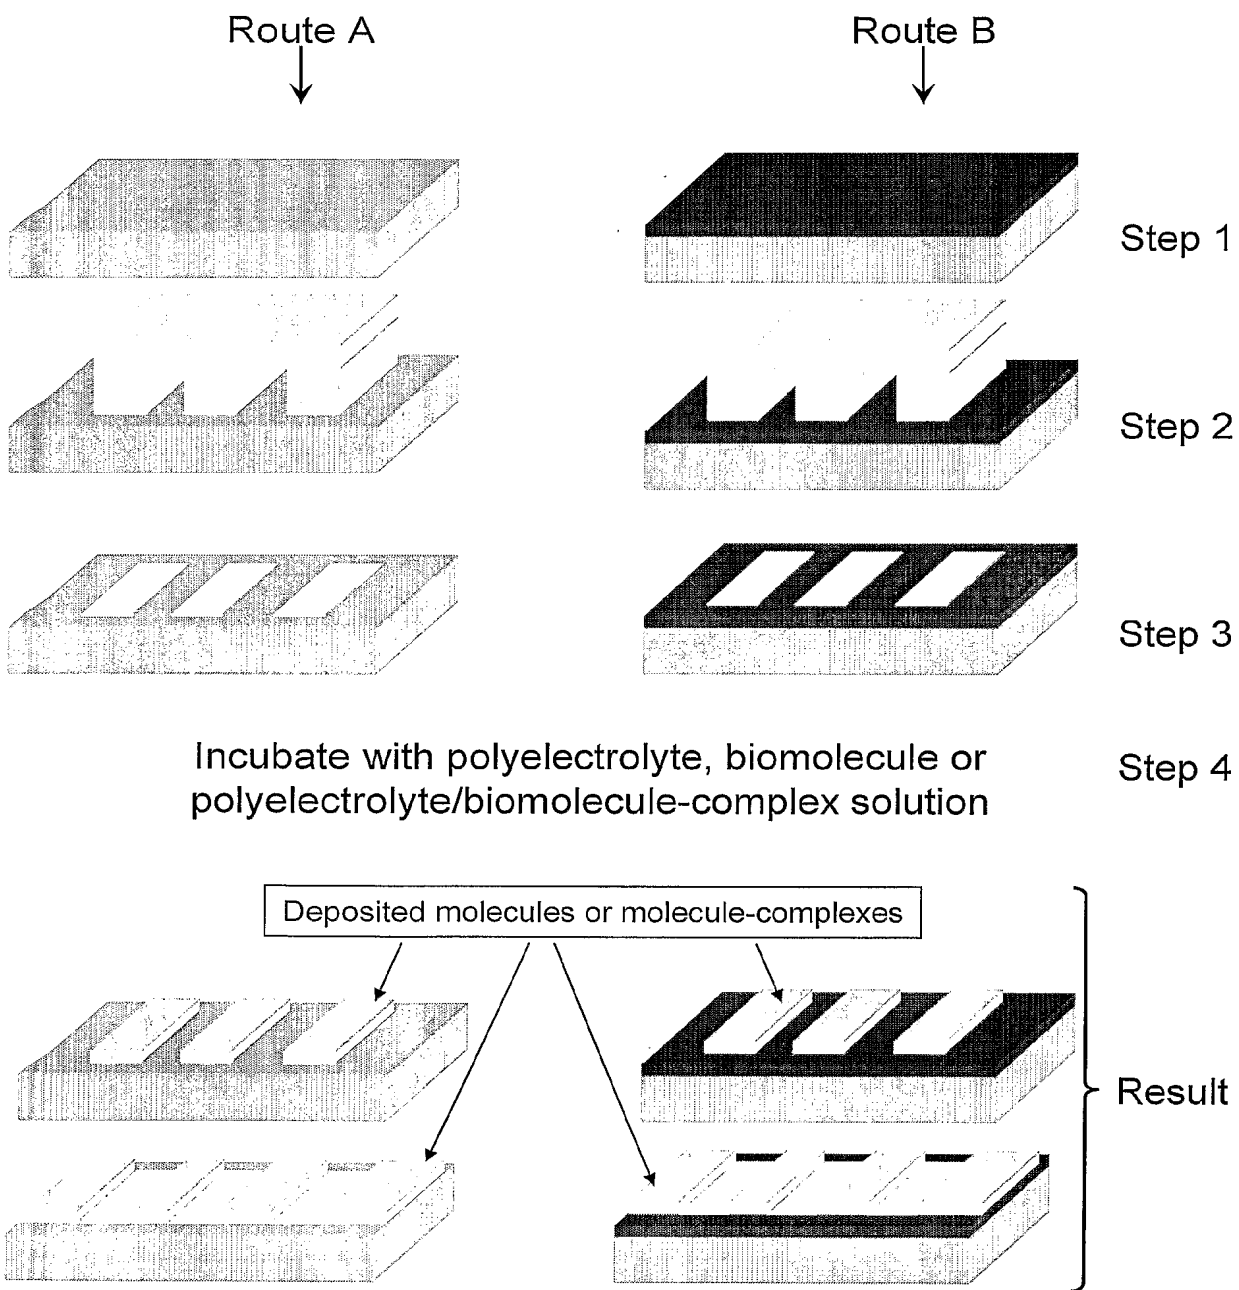 Route A
Route B
Step 1
Step 2
Step 3
Incubate with polyelectrolyte, biomolecule or
polyelectrolyte/biomolecule-complex solution
Step 4
Deposited molecules or molecule-complexes
Result